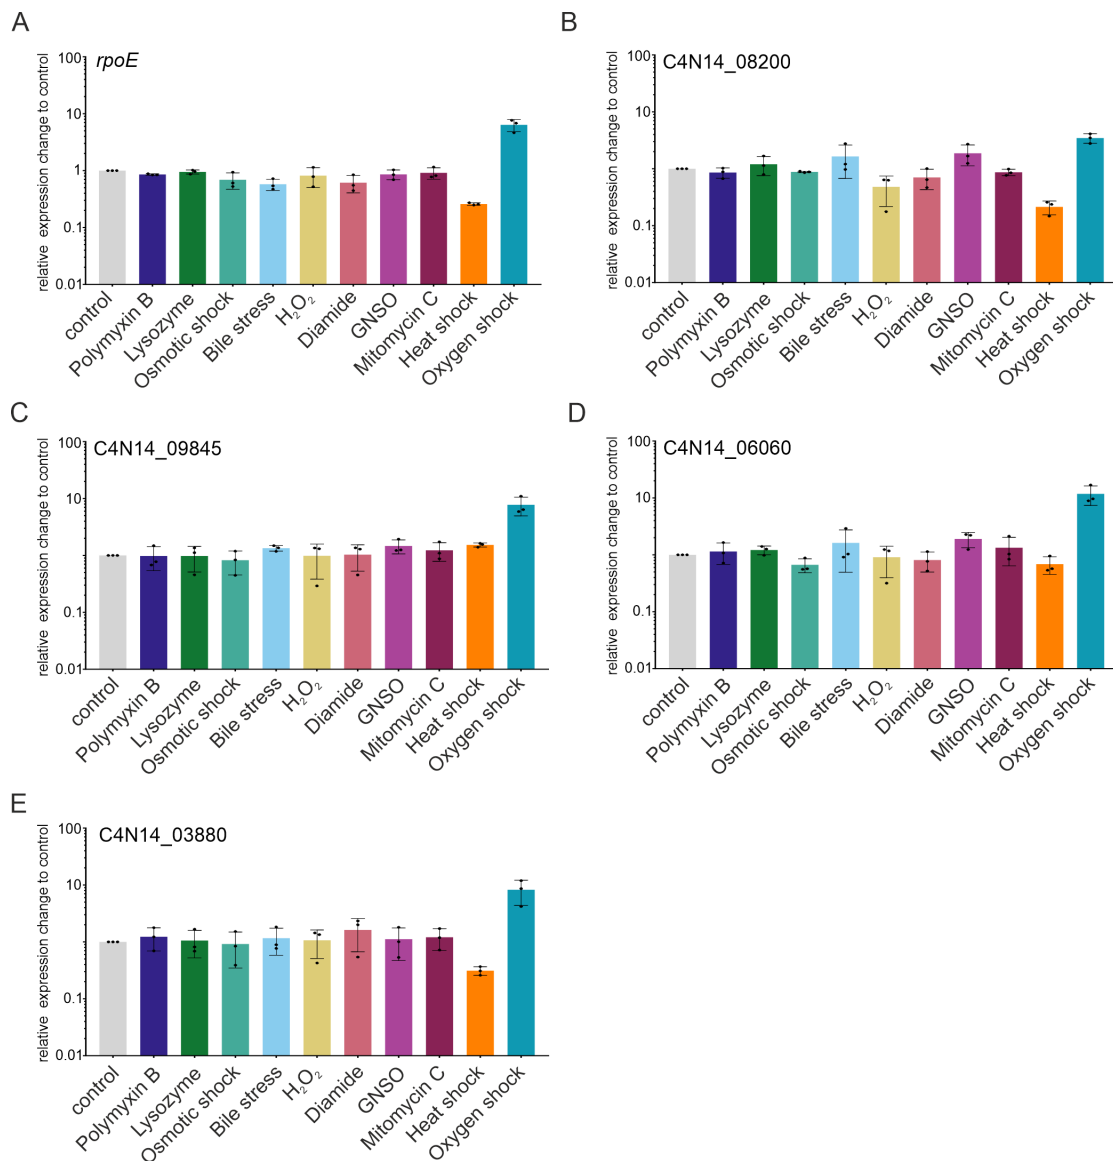 A
rpoE
relative expression change to control
100
10
1
0.1
0.01
control
Polymyxin B
Lysozyme
Osmotic shock
Bile stress
H₂O₂
Diamide
GNSO
Mitomycin C
Heat shock
Oxygen shock
B
C4N14_08200
relative expression change to control
100
10
1
0.1
0.01
control
Polymyxin B
Lysozyme
Osmotic shock
Bile stress
H₂O₂
Diamide
GNSO
Mitomycin C
Heat shock
Oxygen shock
C
C4N14_09845
relative expression change to control
100
10
1
0.1
0.01
control
Polymyxin B
Lysozyme
Osmotic shock
Bile stress
H₂O₂
Diamide
GNSO
Mitomycin C
Heat shock
Oxygen shock
D
C4N14_06060
relative expression change to control
100
10
1
0.1
0.01
control
Polymyxin B
Lysozyme
Osmotic shock
Bile stress
H₂O₂
Diamide
GNSO
Mitomycin C
Heat shock
Oxygen shock
E
C4N14_03880
relative expression change to control
100
10
1
0.1
0.01
control
Polymyxin B
Lysozyme
Osmotic shock
Bile stress
H₂O₂
Diamide
GNSO
Mitomycin C
Heat shock
Oxygen shock